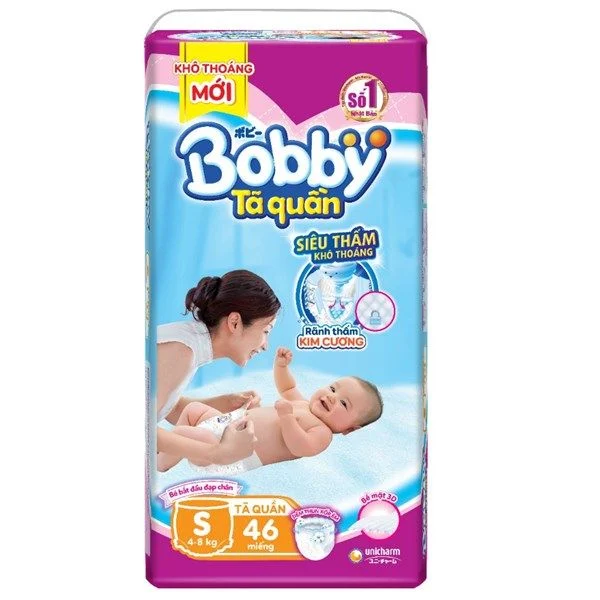 KHÔ THOÁNG
MỚI
Số 1
Nhật Bản
ボビー
Bobby
Tã quần
SIÊU THẤM
KHÔ THOÁNG
Rãnh thấm
KIM CƯƠNG
Bé bắt đầu đạp chân
S
4-8 kg
TÃ QUẦN
46
miếng
Bề mặt 3D
unicharm
ユニ・チャーム